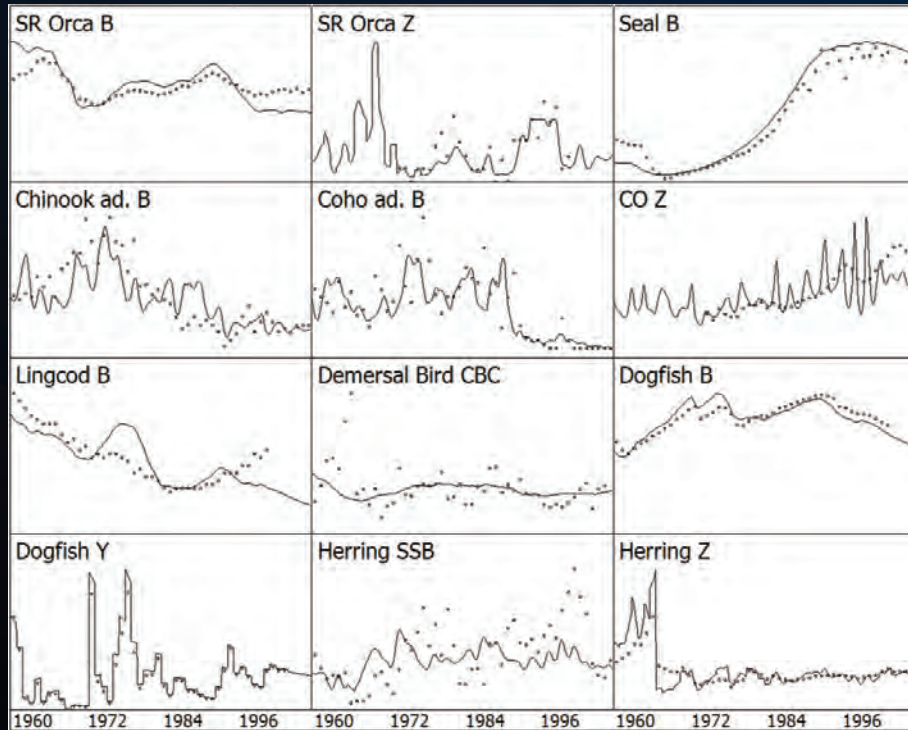 SR Orca B
SR Orca Z
Seal B
Chinook ad. B
Coho ad. B
CO Z
Lingcod B
Demersal Bird CBC
Dogfish B
Dogfish Y
Herring SSB
Herring Z
1960 1972 1984 1996
1960 1972 1984 1996
1960 1972 1984 1996